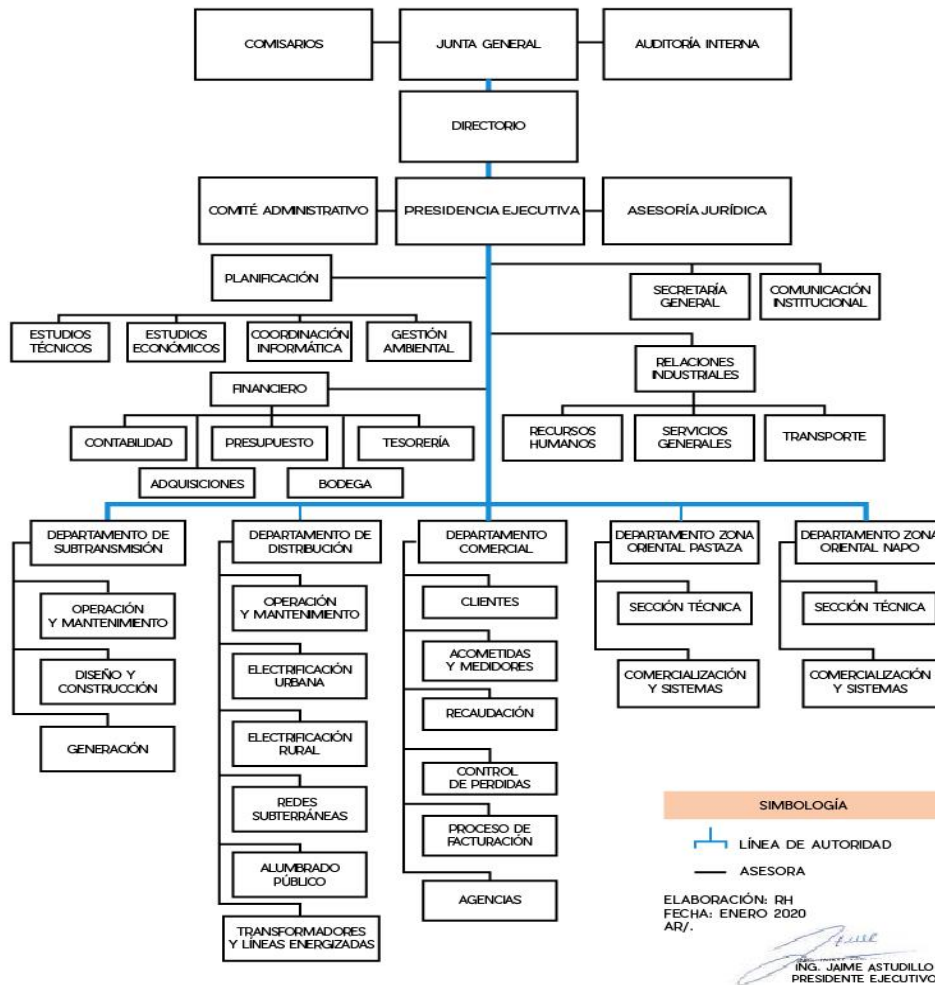 COMISARIOS
JUNTA GENERAL
AUDITORÍA INTERNA
DIRECTORIO
COMITÉ ADMINISTRATIVO
PRESIDENCIA EJECUTIVA
ASESORÍA JURÍDICA
PLANIFICACIÓN
SECRETARÍA
GENERAL
COMUNICACIÓN
INSTITUCIONAL
ESTUDIOS
TÉCNICOS
ESTUDIOS
ECONÓMICOS
COORDINACIÓN
INFORMÁTICA
GESTIÓN
AMBIENTAL
RELACIONES
INDUSTRIALES
FINANCIERO
CONTABILIDAD
PRESUPUESTO
TESORERÍA
RECURSOS
HUMANOS
SERVICIOS
GENERALES
TRANSPORTE
ADQUISICIONES
BODEGA
DEPARTAMENTO DE
SUBTRANSMISIÓN
OPERACIÓN
Y MANTENIMIENTO
DISEÑO Y
CONSTRUCCIÓN
GENERACIÓN
DEPARTAMENTO DE
DISTRIBUCIÓN
OPERACIÓN
Y MANTENIMIENTO
ELECTRIFICACIÓN
URBANA
ELECTRIFICACIÓN
RURAL
REDES
SUBTERRÁNEAS
ALUMBRADO
PÚBLICO
TRANSFORMADORES
Y LÍNEAS ENERGIZADAS
DEPARTAMENTO
COMERCIAL
CLIENTES
ACOMETIDAS
Y MEDIDORES
RECAUDACIÓN
CONTROL
DE PERDIDAS
PROCESO DE
FACTURACIÓN
AGENCIAS
DEPARTAMENTO ZONA
ORIENTAL PASTAZA
SECCIÓN TÉCNICA
COMERCIALIZACIÓN
Y SISTEMAS
DEPARTAMENTO ZONA
ORIENTAL NAPO
SECCIÓN TÉCNICA
COMERCIALIZACIÓN
Y SISTEMAS
SIMBOLOGÍA
LÍNEA DE AUTORIDAD
ASESORA
ELABORACIÓN: RH
FECHA: ENERO 2020
AR/.
ING. JAIME ASTUDILLO
PRESIDENTE EJECUTIVO